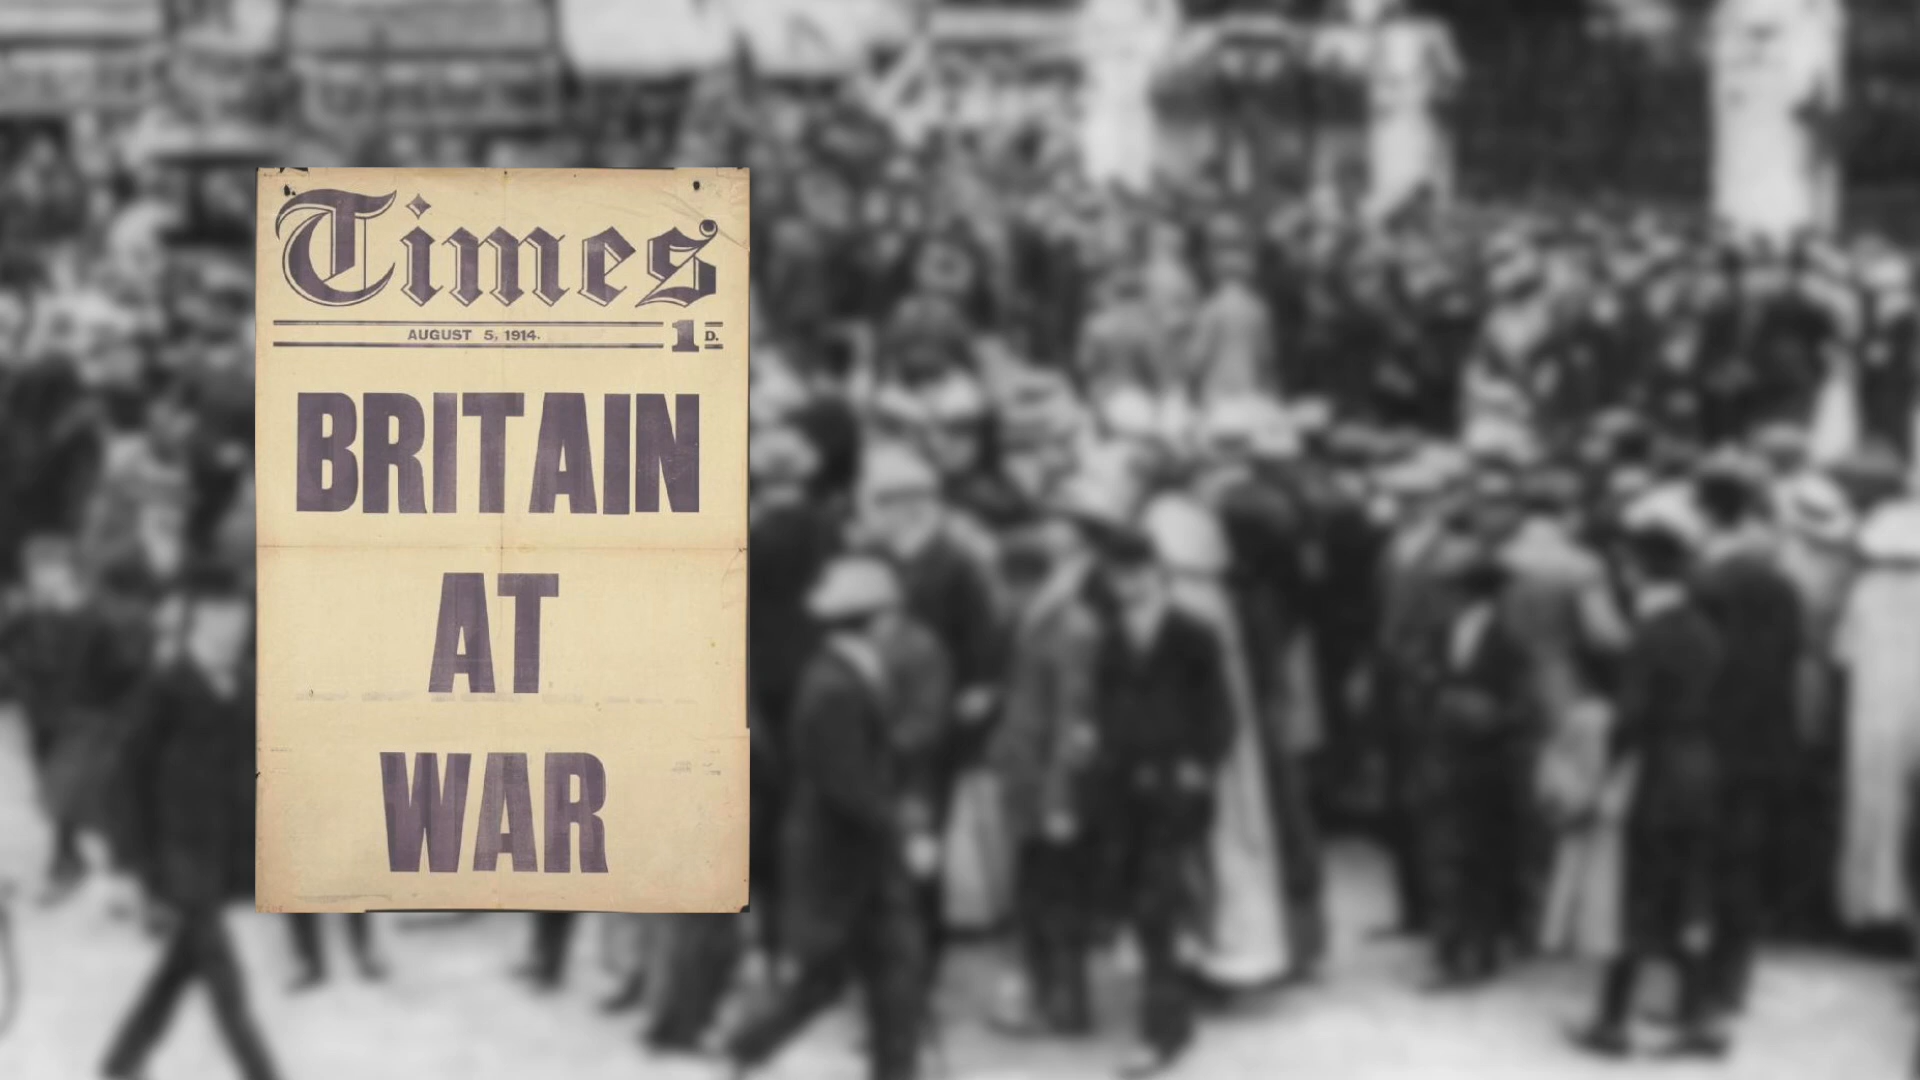 Times
AUGUST 5, 1914.
1 D.
BRITAIN
AT
WAR